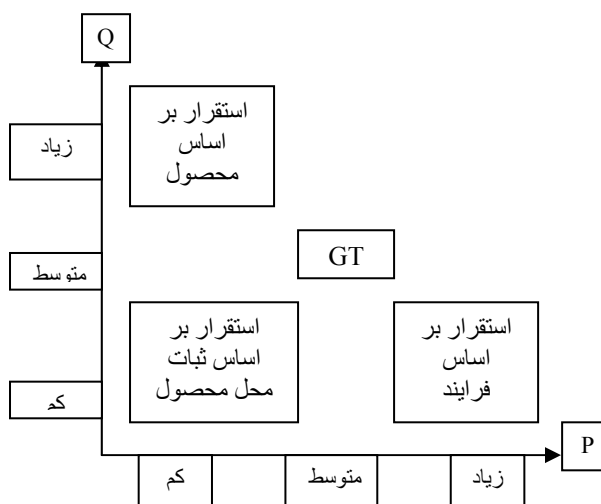 Q
استقرار بر
اساس
محصول
زیاد
GT
متوسط
استقرار بر
اساس ثبات
محل محصول
استقرار بر
اساس
فرایند
کم
P
کم
متوسط
زیاد